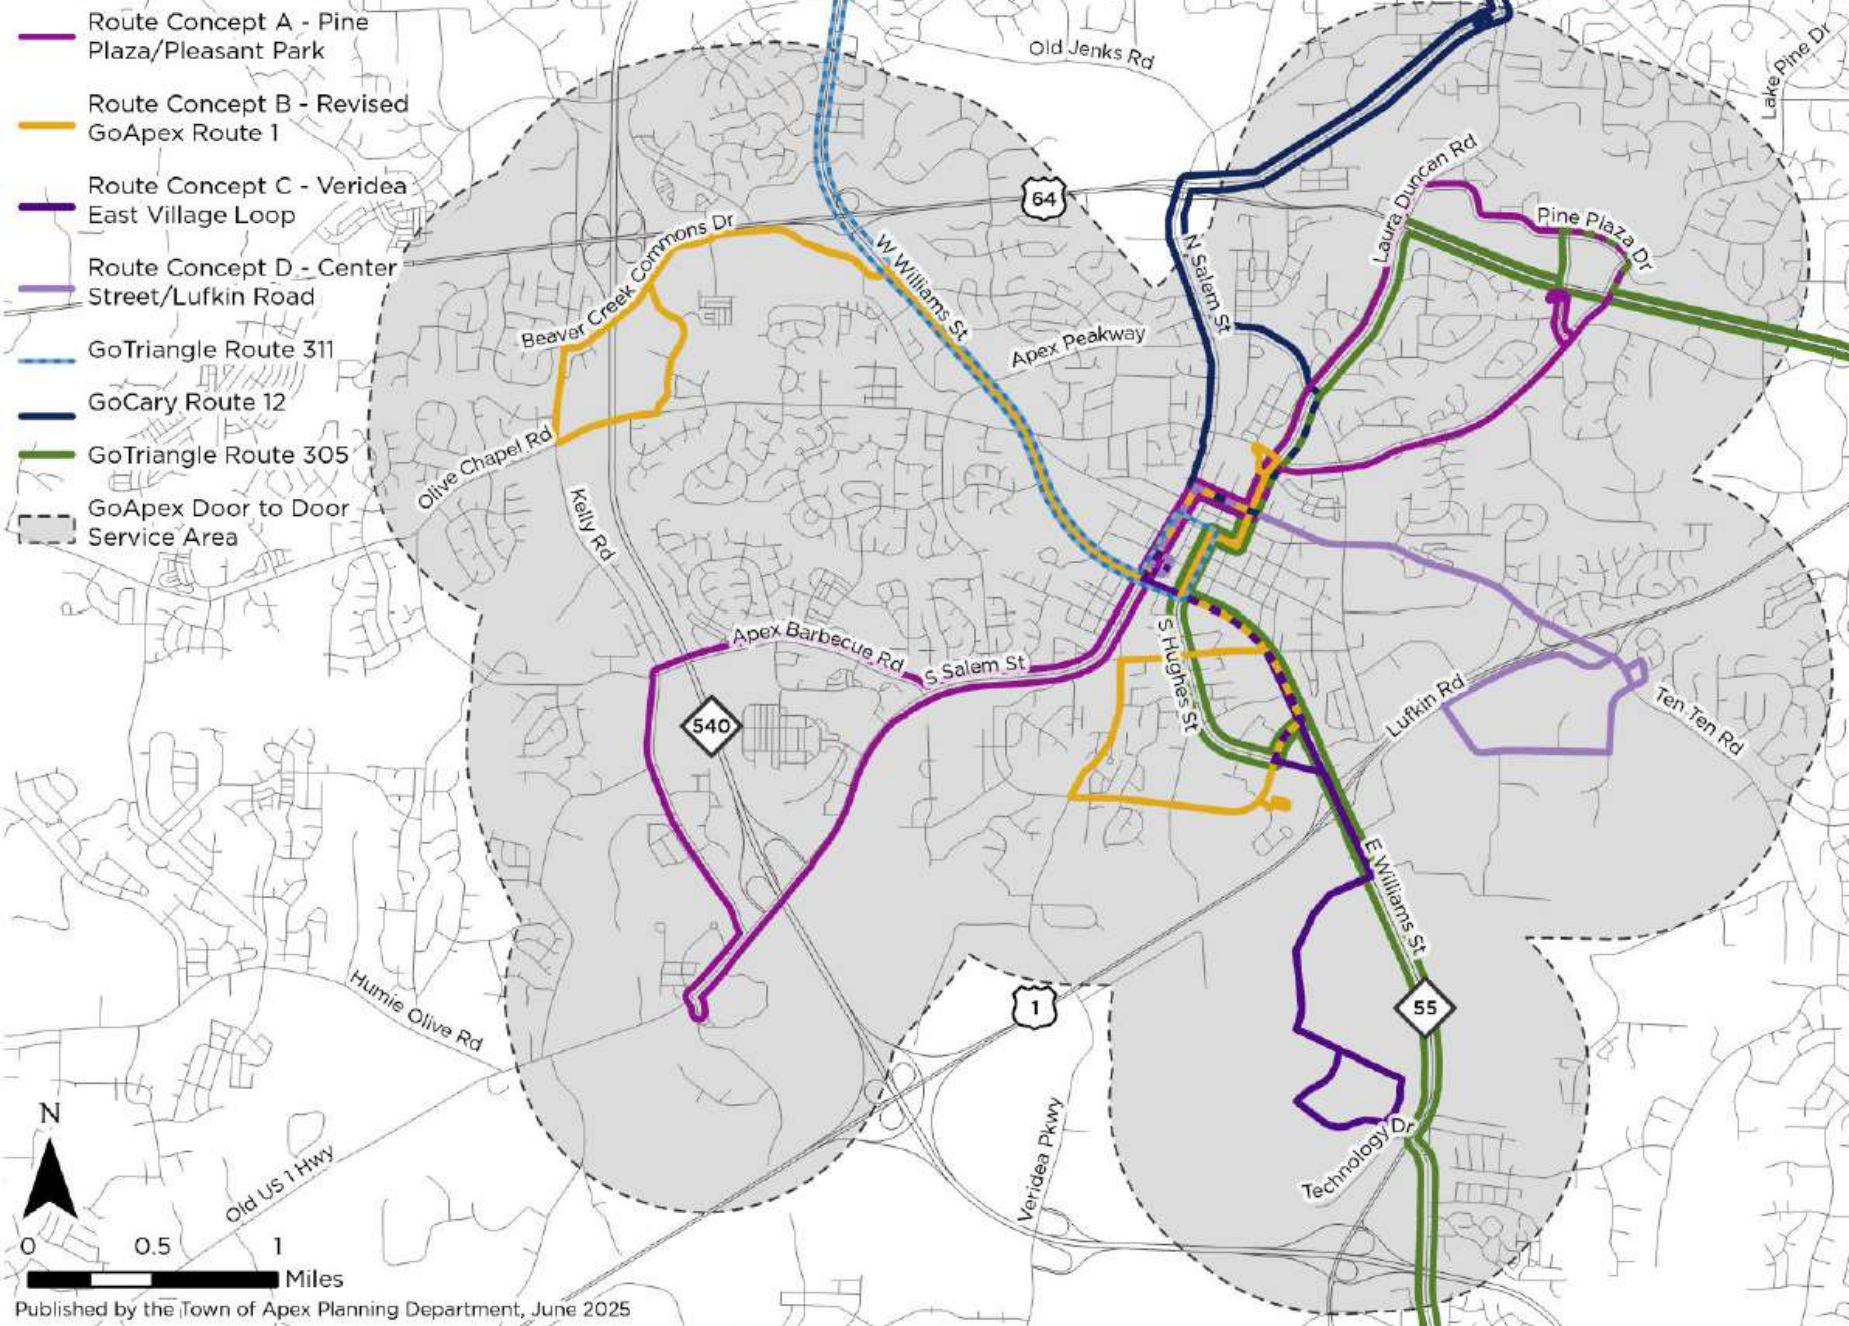 Route Concept A - Pine
Plaza/Pleasant Park
Route Concept B - Revised
GoApex Route 1
Route Concept C - Veridea
East Village Loop
Route Concept D - Center
Street/Lufkin Road
GoTriangle Route 311
GoCary Route 12
GoTriangle Route 305
GoApex Door to Door
Service Area
Old Jenks Rd
Lake Pine Dr
64
Laura Duncan Rd
Pine Plaza Dr
Beaver Creek Commons Dr
W Williams St
N Salem St
Apex Peakway
Olive Chapel Rd
Kelly Rd
Apex Barbecue Rd
S Salem St
S Hughes St
540
Lufkin Rd
Ten Ten Rd
E Williams St
Humie Olive Rd
1
55
Veridea Pkwy
Technology Dr
Old US 1 Hwy
N
0 0.5 1
Miles
Published by the Town of Apex Planning Department, June 2025